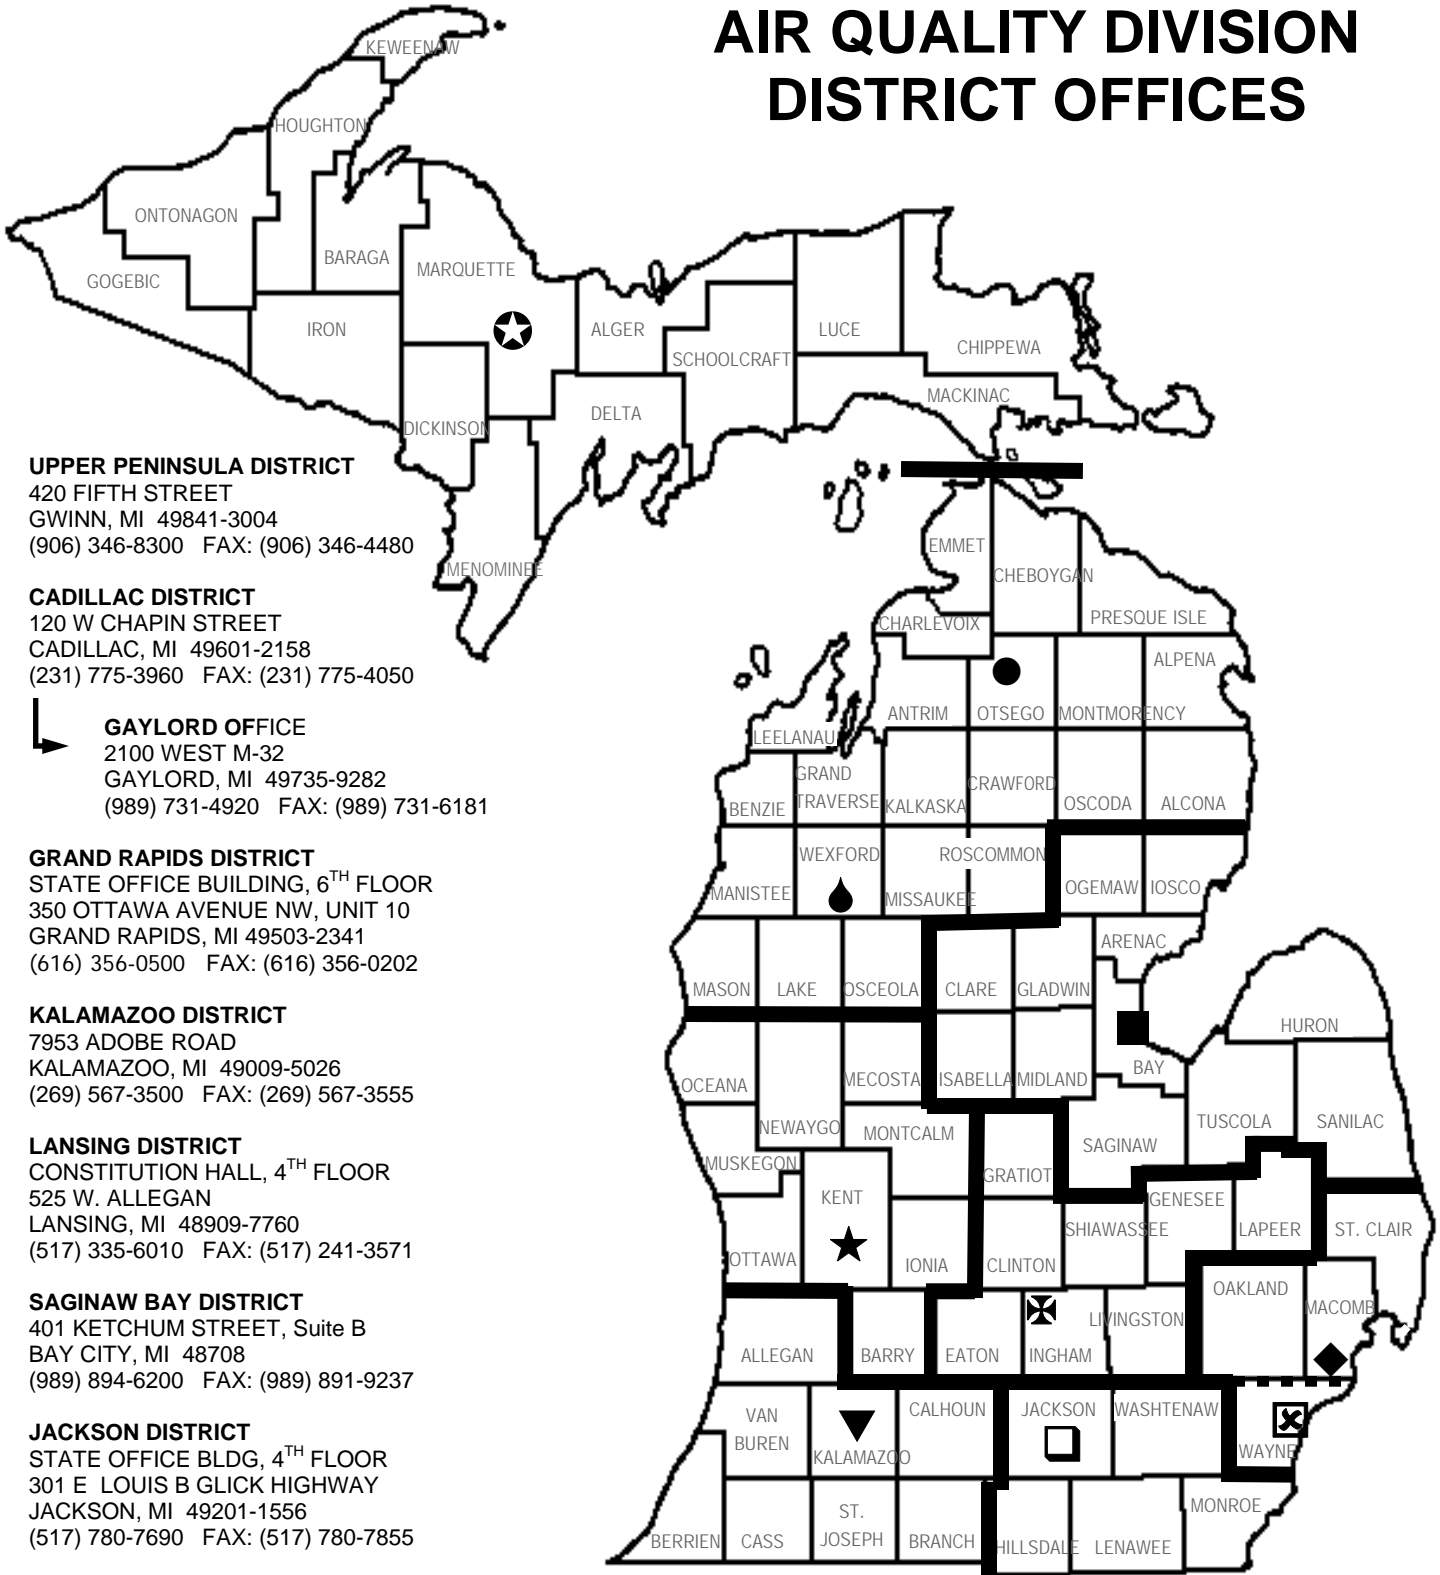 AIR QUALITY DIVISION
DISTRICT OFFICES
KEWEENAW
HOUGHTON
ONTONAGON
BARAGA
MARQUETTE
GOGEBIC
IRON
ALGER
LUCE
SCHOOLCRAFT
CHIPPEWA
MACKINAC
DELTA
DICKINSON
MENOMINEE
UPPER PENINSULA DISTRICT
420 FIFTH STREET
GWINN, MI 49841-3004
(906) 346-8300 FAX: (906) 346-4480
CADILLAC DISTRICT
120 W CHAPIN STREET
CADILLAC, MI 49601-2158
(231) 775-3960 FAX: (231) 775-4050
GAYLORD OFFICE
2100 WEST M-32
GAYLORD, MI 49735-9282
(989) 731-4920 FAX: (989) 731-6181
GRAND RAPIDS DISTRICT
STATE OFFICE BUILDING, 6TH FLOOR
350 OTTAWA AVENUE NW, UNIT 10
GRAND RAPIDS, MI 49503-2341
(616) 356-0500 FAX: (616) 356-0202
KALAMAZOO DISTRICT
7953 ADOBE ROAD
KALAMAZOO, MI 49009-5026
(269) 567-3500 FAX: (269) 567-3555
LANSING DISTRICT
CONSTITUTION HALL, 4TH FLOOR
525 W. ALLEGAN
LANSING, MI 48909-7760
(517) 335-6010 FAX: (517) 241-3571
SAGINAW BAY DISTRICT
401 KETCHUM STREET, Suite B
BAY CITY, MI 48708
(989) 894-6200 FAX: (989) 891-9237
JACKSON DISTRICT
STATE OFFICE BLDG, 4TH FLOOR
301 E LOUIS B GLICK HIGHWAY
JACKSON, MI 49201-1556
(517) 780-7690 FAX: (517) 780-7855
EMMET
CHEBOYGAN
CHARLEVOIX
PRESQUE ISLE
ALPENA
ANTRIM
OTSEGO
MONTMORENCY
LEELANAU
GRAND
TRAVERSE
BENZIE
KALKASKA
CRAWFORD
OSCODA
ALCONA
WEXFORD
ROSCOMMON
MANISTEE
MISSAUKEE
OGEMAW
IOSCO
ARENAC
MASON
LAKE
OSCEOLA
CLARE
GLADWIN
HURON
BAY
OCEANA
MECOSTA
ISABELLA
MIDLAND
NEWAYGO
MONTCALM
TUSCOLA
SANILAC
SAGINAW
MUSKEGON
GRATIOT
KENT
GENESEE
SHIAWASSEE
LAPEER
ST. CLAIR
OTTAWA
IONIA
CLINTON
OAKLAND
MACOMB
LIVINGSTON
ALLEGAN
BARRY
EATON
INGHAM
VAN
BUREN
CALHOUN
JACKSON
WASHTENAW
KALAMAZOO
WAYNE
MONROE
ST.
JOSEPH
BERRIEN
CASS
BRANCH
HILLSDALE
LENAWEE